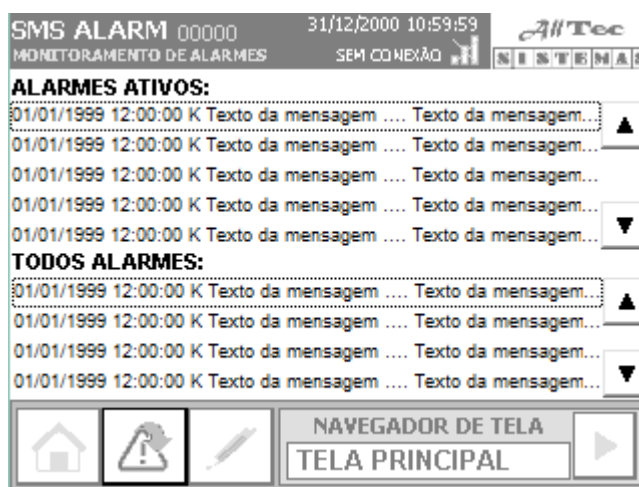 SMS ALARM 00000
31/12/2000 10:59:59
AllTec
MONITORAMENTO DE ALARMES
SEM CONEXÃO
SISTEMAS
ALARMES ATIVOS:
01/01/1999 12:00:00 K Texto da mensagem .... Texto da mensagem...
01/01/1999 12:00:00 K Texto da mensagem .... Texto da mensagem...
01/01/1999 12:00:00 K Texto da mensagem .... Texto da mensagem...
01/01/1999 12:00:00 K Texto da mensagem .... Texto da mensagem...
01/01/1999 12:00:00 K Texto da mensagem .... Texto da mensagem...
TODOS ALARMES:
01/01/1999 12:00:00 K Texto da mensagem .... Texto da mensagem...
01/01/1999 12:00:00 K Texto da mensagem .... Texto da mensagem...
01/01/1999 12:00:00 K Texto da mensagem .... Texto da mensagem...
01/01/1999 12:00:00 K Texto da mensagem .... Texto da mensagem...
NAVEGADOR DE TELA
TELA PRINCIPAL